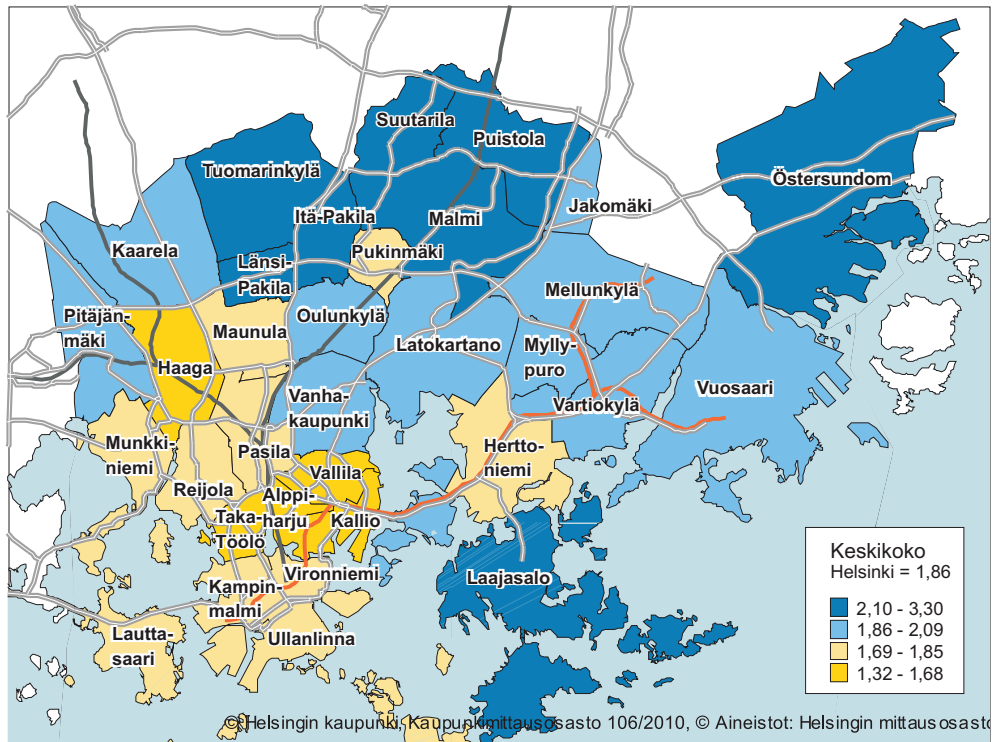 Suutarila
Puistola
Tuomarinkylä
Östersundom
Itä-Pakila
Malmi
Jakomäki
Kaarela
Pukinmäki
Länsi-
Pakila
Mellunkylä
Pitäjän-
mäki
Maunula
Oulunkylä
Latokartano
Mylly-
puro
Haaga
Vuosaari
Vanha-
kaupunki
Vartiokylä
Munkki-
niemi
Pasila
Hertto-
niemi
Vallila
Reijola
Alppi-
harju
Taka-
Töölö
Kallio
Vironniemi
Kampin-
malmi
Laajasalo
Lautta-
saari
Ullanlinna
Keskikoko
Helsinki = 1,86
2,10 - 3,30
1,86 - 2,09
1,69 - 1,85
1,32 - 1,68
© Helsingin kaupunki, Kaupunkimittausosasto 106/2010, © Aineistot: Helsingin mittausosasto